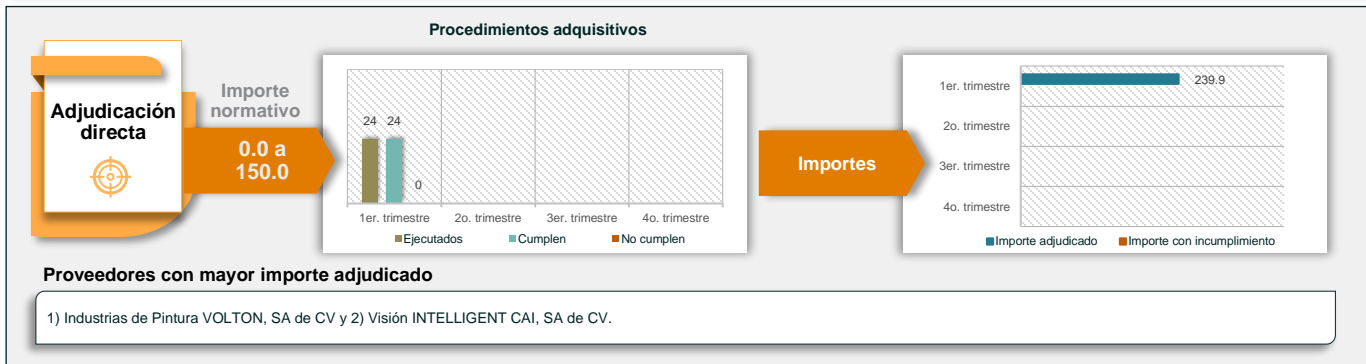 Procedimientos adquisitivos
Adjudicación
directa
Importe
normativo
0.0 a
150.0
24 24
0
1er. trimestre 2o. trimestre 3er. trimestre 4o. trimestre
Ejecutados Cumplen No cumplen
Importes
1er. trimestre 239.9
2o. trimestre
3er. trimestre
4o. trimestre
Importe adjudicado Importe con incumplimiento
Proveedores con mayor importe adjudicado
1) Industrias de Pintura VOLTON, SA de CV y 2) Visión INTELLIGENT CAI, SA de CV.